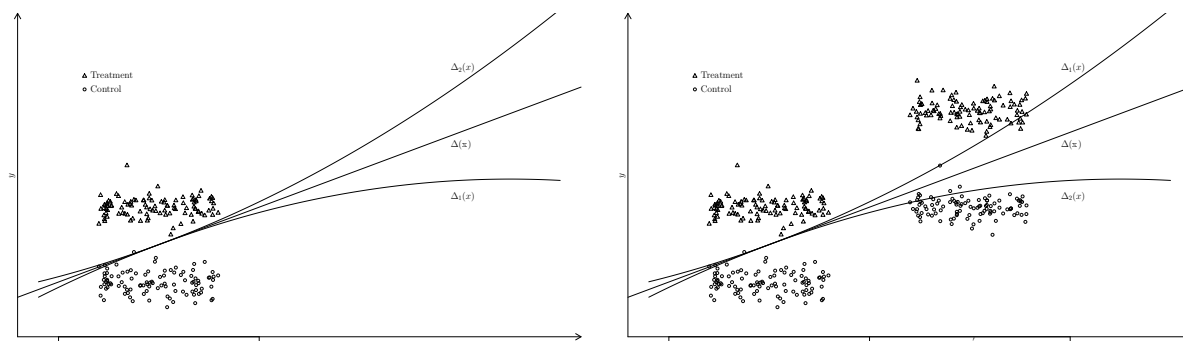 Δ₂(x)
△ Treatment
○ Control
Δ(x)
y
Δ₁(x)
Δ₁(x)
△ Treatment
○ Control
Δ(x)
y
Δ₂(x)